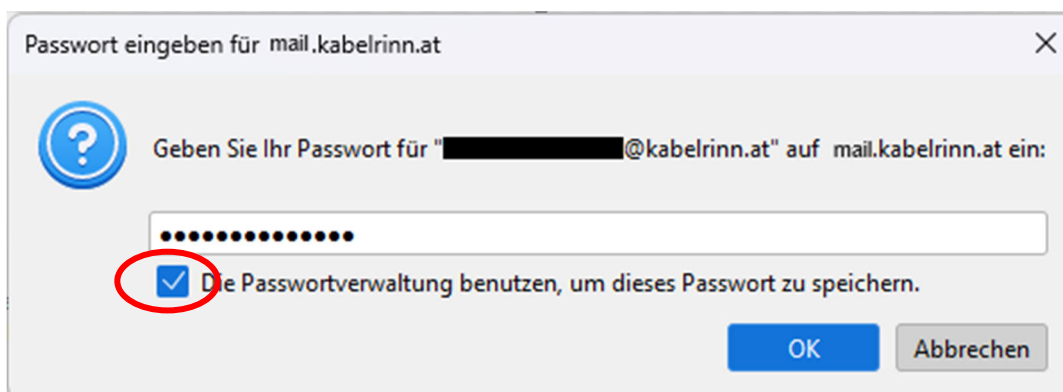 Passwort eingeben für mail.kabelrinn.at
Geben Sie Ihr Passwort für "@kabelrinn.at" auf mail.kabelrinn.at ein:
Die Passwortverwaltung benutzen, um dieses Passwort zu speichern.
OK Abbrechen